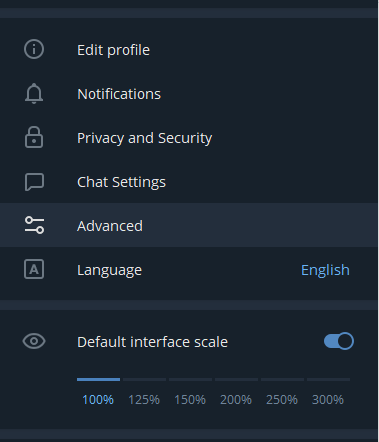 Edit profile
Notifications
Privacy and Security
Chat Settings
Advanced
A Language English
Default interface scale
100% 125% 150% 200% 250% 300%